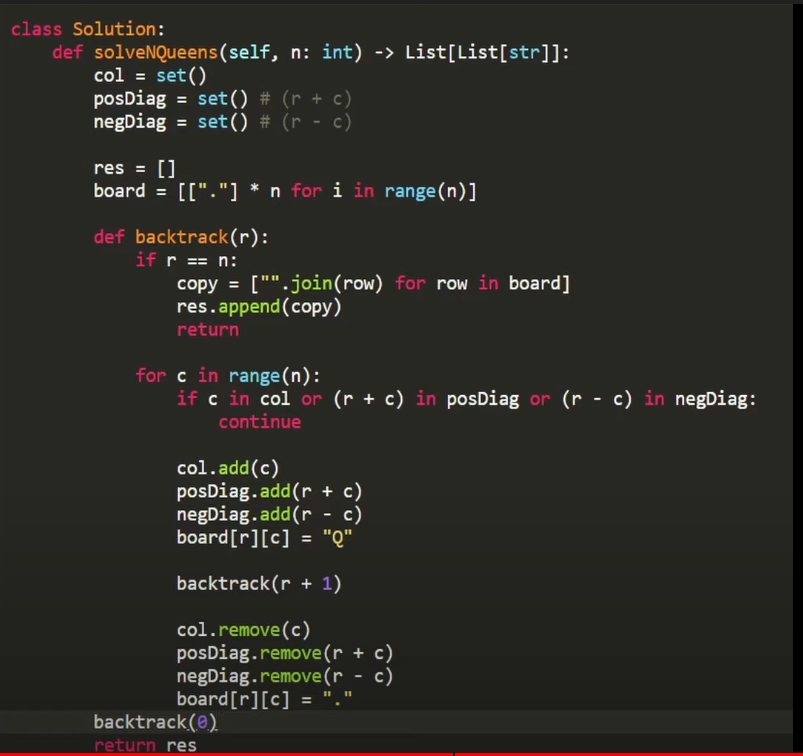 class Solution:
    def solveNQueens(self, n: int) -> List[List[str]]:
        col = set()
        posDiag = set() # (r + c)
        negDiag = set() # (r - c)

        res = []
        board = [["."] * n for i in range(n)]

        def backtrack(r):
            if r == n:
                copy = ["".join(row) for row in board]
                res.append(copy)
                return

            for c in range(n):
                if c in col or (r + c) in posDiag or (r - c) in negDiag:
                    continue

                col.add(c)
                posDiag.add(r + c)
                negDiag.add(r - c)
                board[r][c] = "Q"

                backtrack(r + 1)

                col.remove(c)
                posDiag.remove(r + c)
                negDiag.remove(r - c)
                board[r][c] = "."
        backtrack(0)
        return res